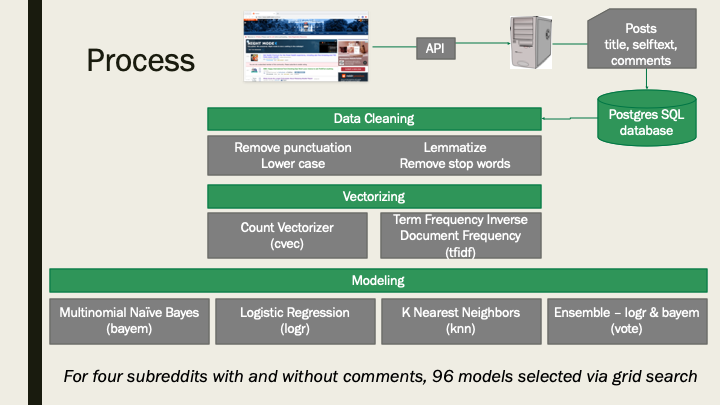 Process
API
Posts
title, selftext,
comments
Postgres SQL
database
Data Cleaning
Remove punctuation
Lower case
Lemmatize
Remove stop words
Vectorizing
Count Vectorizer
(cvec)
Term Frequency Inverse
Document Frequency
(tfidf)
Modeling
Multinomial Naïve Bayes
(bayem)
Logistic Regression
(logr)
K Nearest Neighbors
(knn)
Ensemble – logr & bayem
(vote)
For four subreddits with and without comments, 96 models selected via grid search